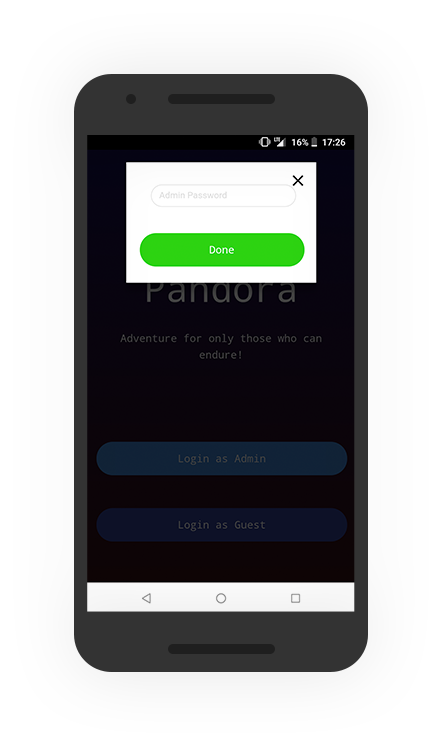 LTE 16% 17:26
Admin Password
Done
Pandora
Adventure for only those who can
endure!
Login as Admin
Login as Guest